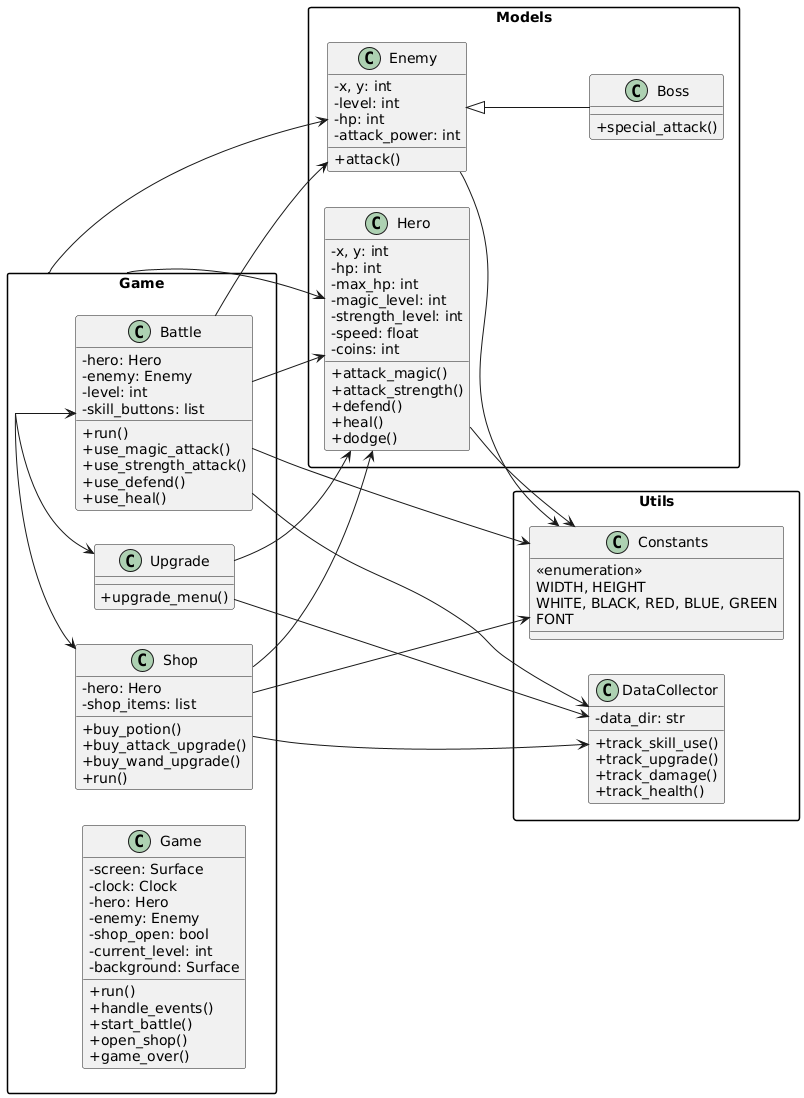 Models
C Enemy
-x, y: int
-level: int
-hp: int
-attack_power: int
+attack()
C Boss
+special_attack()
C Hero
-x, y: int
-hp: int
-max_hp: int
-magic_level: int
-strength_level: int
-speed: float
-coins: int
+attack_magic()
+attack_strength()
+defend()
+heal()
+dodge()
Game
C Battle
-hero: Hero
-enemy: Enemy
-level: int
-skill_buttons: list
+run()
+use_magic_attack()
+use_strength_attack()
+use_defend()
+use_heal()
C Upgrade
+upgrade_menu()
C Shop
-hero: Hero
-shop_items: list
+buy_potion()
+buy_attack_upgrade()
+buy_wand_upgrade()
+run()
C Game
-screen: Surface
-clock: Clock
-hero: Hero
-enemy: Enemy
-shop_open: bool
-current_level: int
-background: Surface
+run()
+handle_events()
+start_battle()
+open_shop()
+game_over()
Utils
C Constants
«enumeration»
WIDTH, HEIGHT
WHITE, BLACK, RED, BLUE, GREEN
FONT
C DataCollector
-data_dir: str
+track_skill_use()
+track_upgrade()
+track_damage()
+track_health()